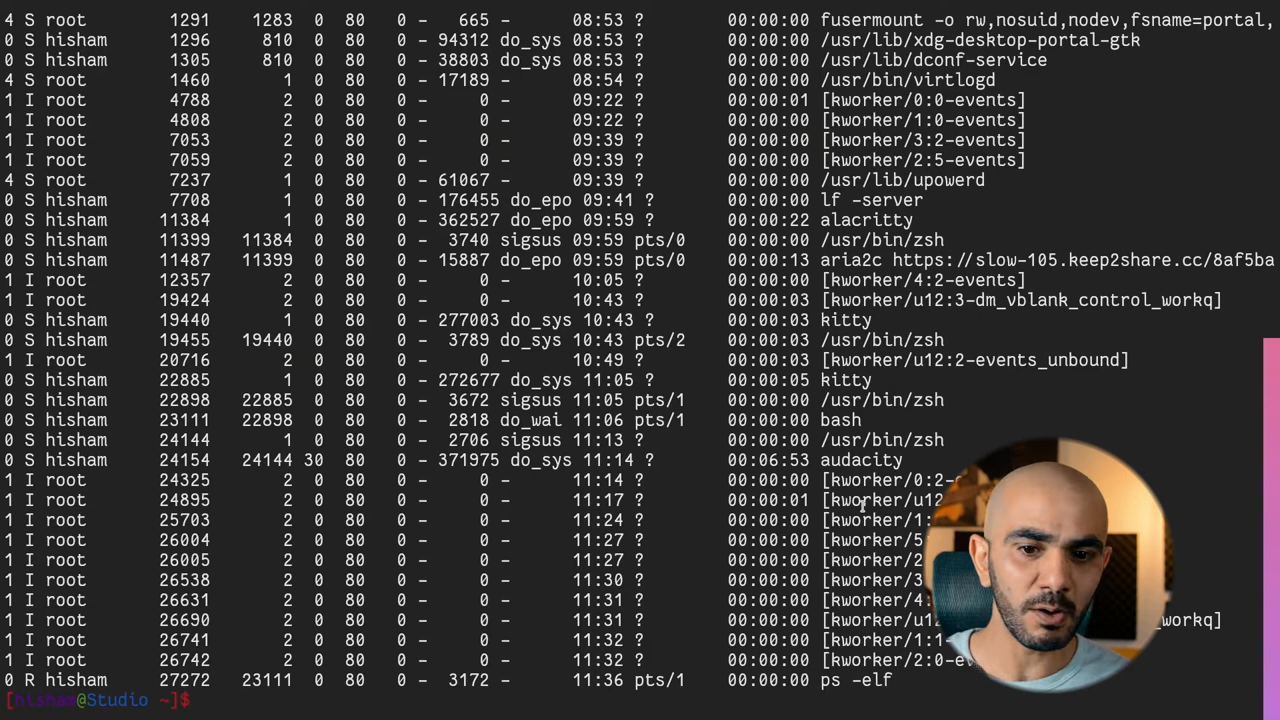 4 S root 1291 1283 0 80 0 - 665 - 08:53 ? 00:00:00 fusermount -o rw,nosuid,nodev,fsname=portal,
0 S hisham 1296 810 0 80 0 - 94312 do_sys 08:53 ? 00:00:00 /usr/lib/xdg-desktop-portal-gtk
0 S hisham 1305 810 0 80 0 - 38803 do_sys 08:53 ? 00:00:00 /usr/lib/dconf-service
4 S root 1460 1 0 80 0 - 17189 - 08:54 ? 00:00:00 /usr/bin/virtlogd
1 I root 4788 2 0 80 0 - 0 - 09:22 ? 00:00:01 [kworker/0:0-events]
1 I root 4808 2 0 80 0 - 0 - 09:22 ? 00:00:00 [kworker/1:0-events]
1 I root 7053 2 0 80 0 - 0 - 09:39 ? 00:00:00 [kworker/3:2-events]
1 I root 7059 2 0 80 0 - 0 - 09:39 ? 00:00:00 [kworker/2:5-events]
4 S root 7237 1 0 80 0 - 61067 - 09:39 ? 00:00:00 /usr/lib/upowerd
0 S hisham 7708 1 0 80 0 - 176455 do_epo 09:41 ? 00:00:00 lf -server
0 S hisham 11384 1 0 80 0 - 362527 do_epo 09:59 ? 00:00:22 alacritty
0 S hisham 11399 11384 0 80 0 - 3740 sigsus 09:59 pts/0 00:00:00 /usr/bin/zsh
0 S hisham 11487 11399 0 80 0 - 15887 do_epo 09:59 pts/0 00:00:13 aria2c https://slow-105.keep2share.cc/8af5ba
1 I root 12357 2 0 80 0 - 0 - 10:05 ? 00:00:00 [kworker/4:2-events]
1 I root 19424 2 0 80 0 - 0 - 10:43 ? 00:00:03 [kworker/u12:3-dm_vblank_control_workq]
0 S hisham 19440 1 0 80 0 - 277003 do_sys 10:43 ? 00:00:03 kitty
0 S hisham 19455 19440 0 80 0 - 3789 do_sys 10:43 pts/2 00:00:03 /usr/bin/zsh
1 I root 20716 2 0 80 0 - 0 - 10:49 ? 00:00:03 [kworker/u12:2-events_unbound]
0 S hisham 22885 1 0 80 0 - 272677 do_sys 11:05 ? 00:00:05 kitty
0 S hisham 22898 22885 0 80 0 - 3672 sigsus 11:05 pts/1 00:00:00 /usr/bin/zsh
0 S hisham 23111 22898 0 80 0 - 2818 do_wai 11:06 pts/1 00:00:00 bash
0 S hisham 24144 1 0 80 0 - 2706 sigsus 11:13 ? 00:00:00 /usr/bin/zsh
0 S hisham 24154 24144 30 80 0 - 371975 do_sys 11:14 ? 00:06:53 audacity
1 I root 24325 2 0 80 0 - 0 - 11:14 ? 00:00:00 [kworker/0:2-
1 I root 24895 2 0 80 0 - 0 - 11:17 ? 00:00:01 [kworker/u12
1 I root 25703 2 0 80 0 - 0 - 11:24 ? 00:00:00 [kworker/1:
1 I root 26004 2 0 80 0 - 0 - 11:27 ? 00:00:00 [kworker/5
1 I root 26005 2 0 80 0 - 0 - 11:27 ? 00:00:00 [kworker/2
1 I root 26538 2 0 80 0 - 0 - 11:30 ? 00:00:00 [kworker/3
1 I root 26631 2 0 80 0 - 0 - 11:31 ? 00:00:00 [kworker/4:
1 I root 26690 2 0 80 0 - 0 - 11:31 ? 00:00:00 [kworker/u12 workq]
1 I root 26741 2 0 80 0 - 0 - 11:32 ? 00:00:00 [kworker/1:1-
1 I root 26742 2 0 80 0 - 0 - 11:32 ? 00:00:00 [kworker/2:0-ev
0 R hisham 27272 23111 0 80 0 - 3172 - 11:36 pts/1 00:00:00 ps -elf
[hisham@Studio ~]$